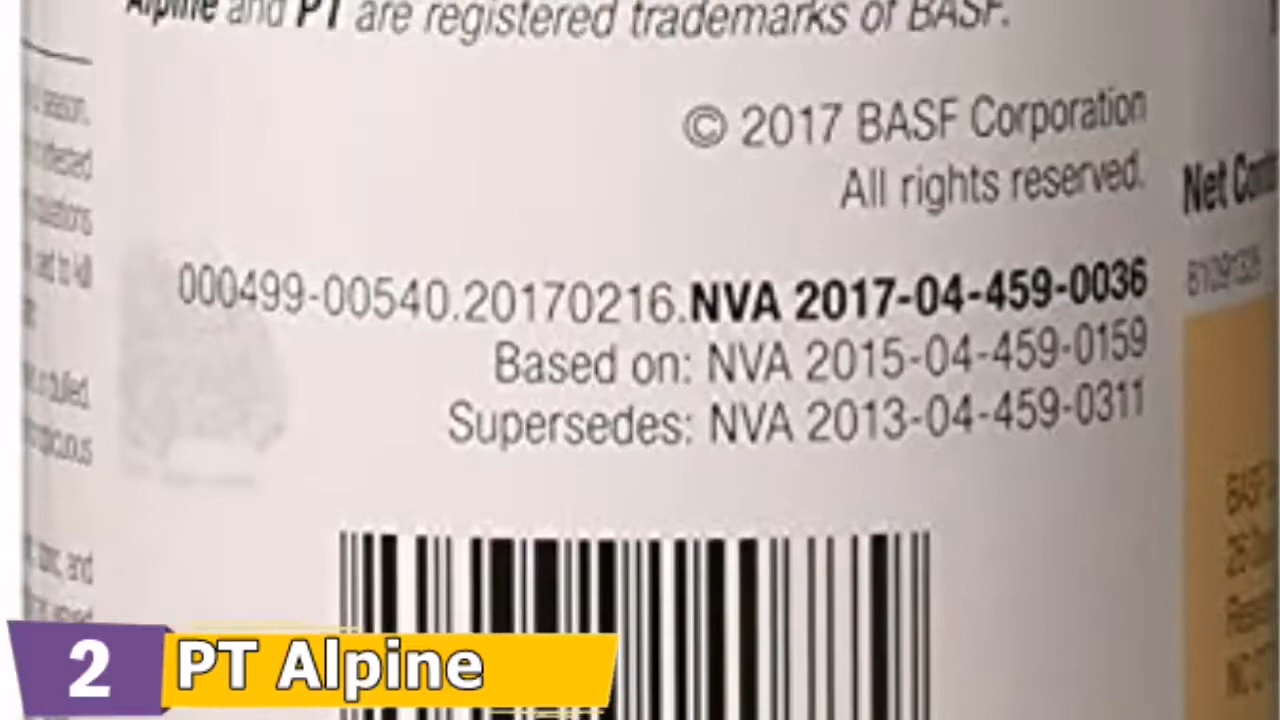 Alpine and PT are registered trademarks of BASF.
© 2017 BASF Corporation
All rights reserved.
000499-00540.20170216.NVA 2017-04-459-0036
Based on: NVA 2015-04-459-0159
Supersedes: NVA 2013-04-459-0311
Net
season.
and
2
PT Alpine